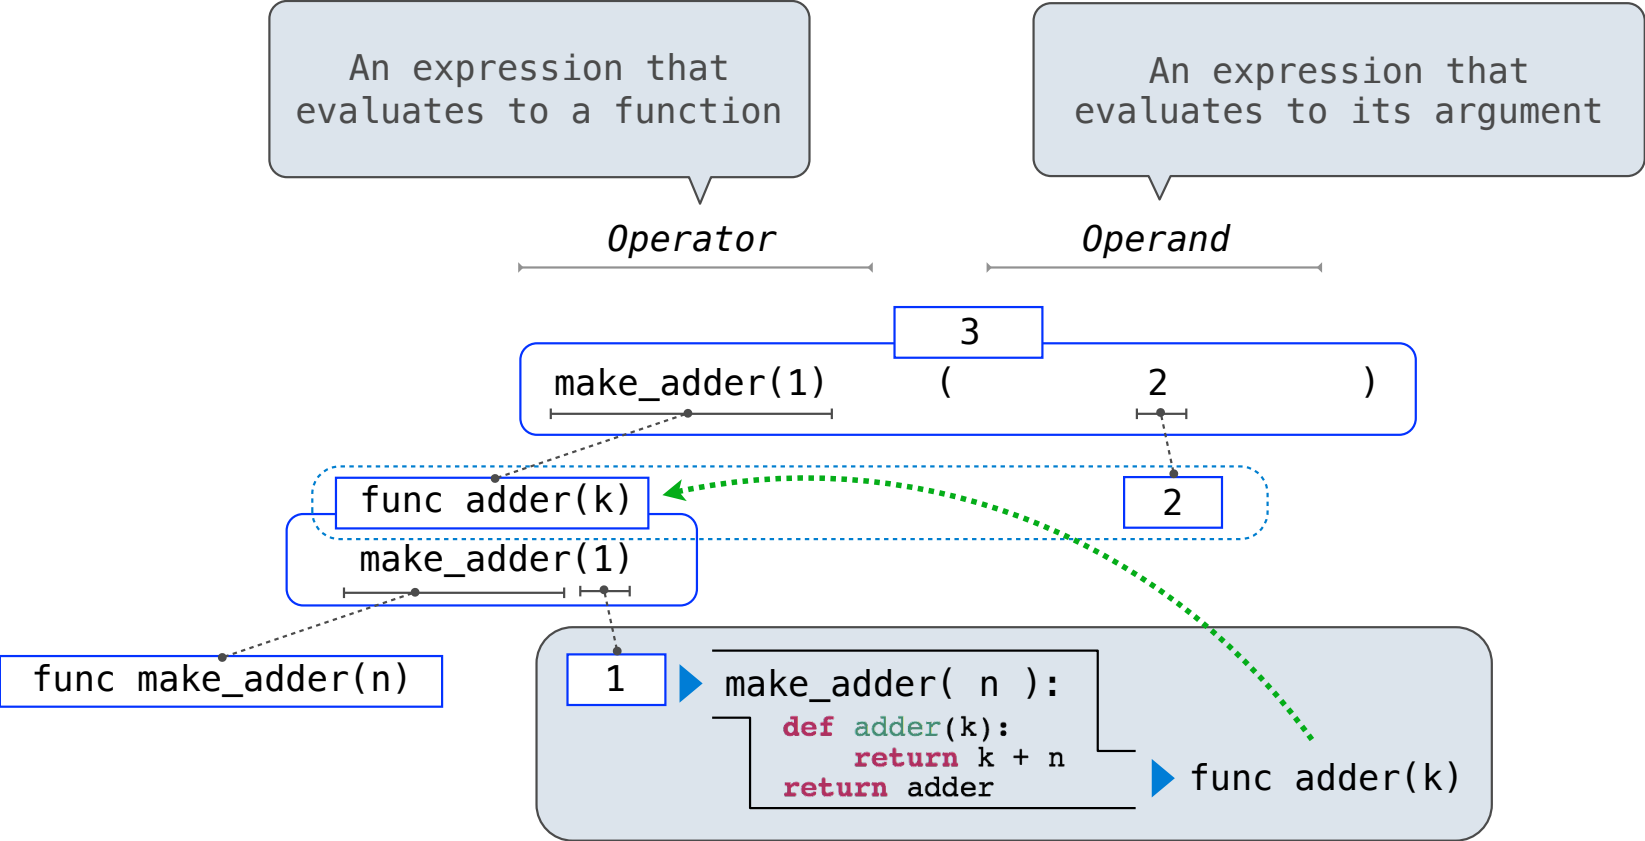 An expression that
evaluates to a function
An expression that
evaluates to its argument
Operator
Operand
3
make_adder(1) ( 2 )
func adder(k)
2
make_adder(1)
func make_adder(n)
1
make_adder( n ):
def adder(k):
return k + n
return adder
func adder(k)